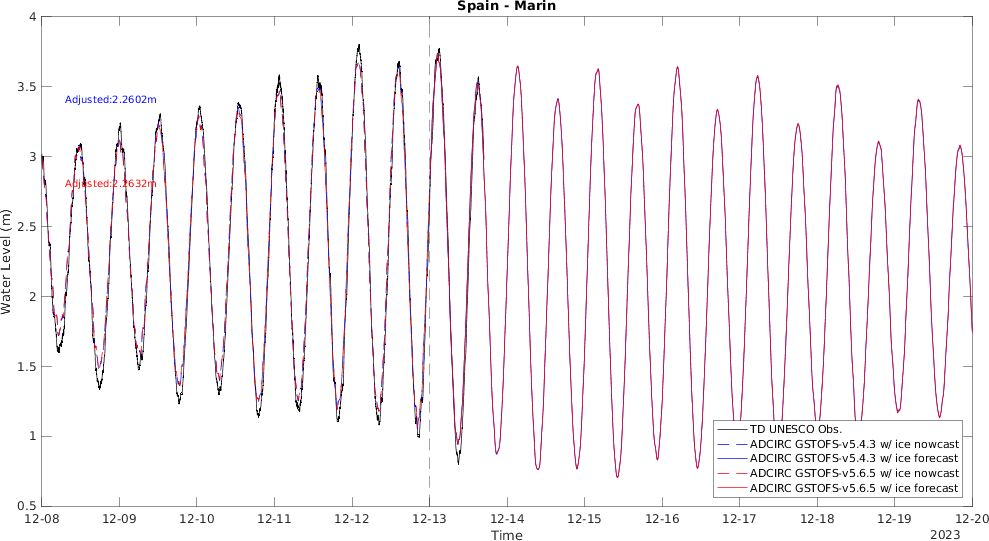 Spain - Marin
4
3.5
3
2.5
2
1.5
1
0.5
Water Level (m)
Adjusted:2.2602m
Adjusted:2.2632m
TD UNESCO Obs.
ADCIRC GSTOFS-v5.4.3 w/ ice nowcast
ADCIRC GSTOFS-v5.4.3 w/ ice forecast
ADCIRC GSTOFS-v5.6.5 w/ ice nowcast
ADCIRC GSTOFS-v5.6.5 w/ ice forecast
12-08 12-09 12-10 12-11 12-12 12-13 12-14 12-15 12-16 12-17 12-18 12-19 12-20
Time
2023